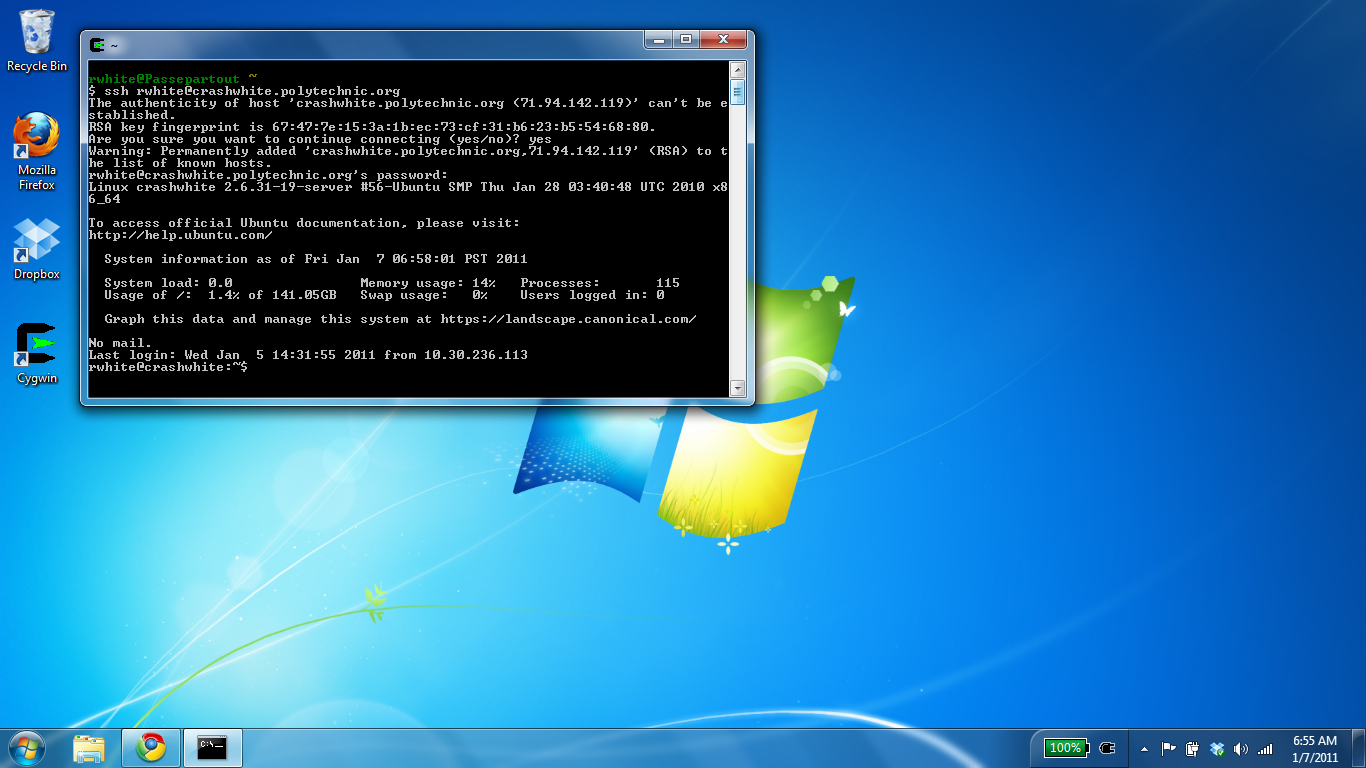 Recycle Bin
Mozilla
Firefox
Dropbox
Cygwin
~
rwhite@Passepartout ~
$ ssh rwhite@crashwhite.polytechnic.org
The authenticity of host 'crashwhite.polytechnic.org (71.94.142.119)' can't be e
stablished.
RSA key fingerprint is 67:47:7e:15:3a:1b:ec:73:cf:31:b6:23:b5:54:68:80.
Are you sure you want to continue connecting (yes/no)? yes
Warning: Permanently added 'crashwhite.polytechnic.org,71.94.142.119' (RSA) to t
he list of known hosts.
rwhite@crashwhite.polytechnic.org's password:
Linux crashwhite 2.6.31-19-server #56-Ubuntu SMP Thu Jan 28 03:40:48 UTC 2010 x8
6_64
To access official Ubuntu documentation, please visit:
http://help.ubuntu.com/
System information as of Fri Jan  7 06:58:01 PST 2011
System load: 0.0                Memory usage: 14%   Processes:       115
Usage of /:  1.4% of 141.05GB   Swap usage:   0%    Users logged in: 0
Graph this data and manage this system at https://landscape.canonical.com/
No mail.
Last login: Wed Jan  5 14:31:55 2011 from 10.30.236.113
rwhite@crashwhite:~$
C:\._
100%
6:55 AM
1/7/2011